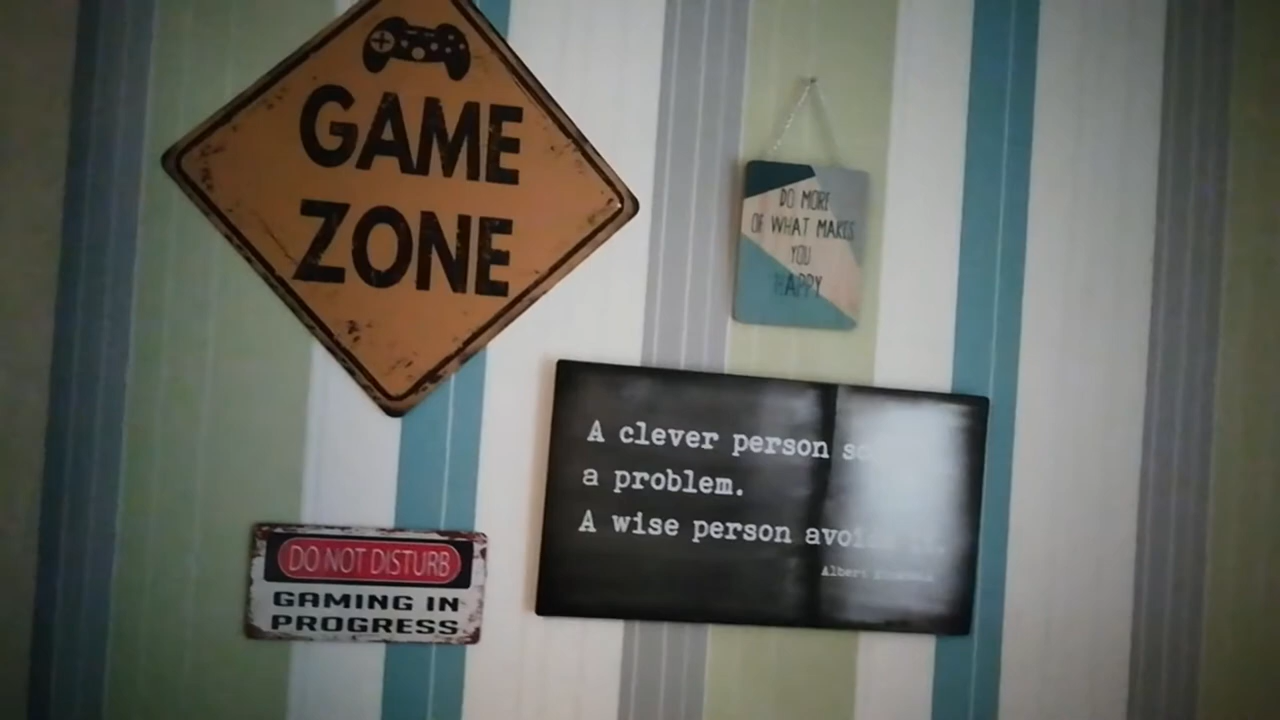 GAME
ZONE
DO MORE
OF WHAT MAKES
YOU
HAPPY
A clever person
a problem.
A wise person
Albert
DO NOT DISTURB
GAMING IN
PROGRESS